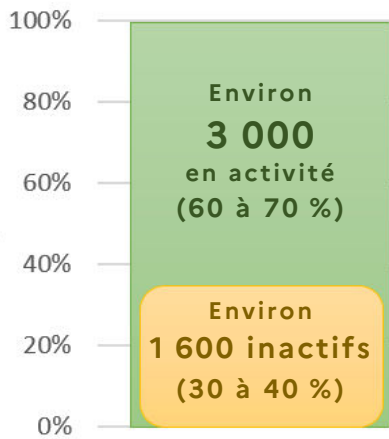 100%
80%
60%
40%
20%
0%
Environ
3 000
en activité
(60 à 70 %)
Environ
1 600 inactifs
(30 à 40 %)